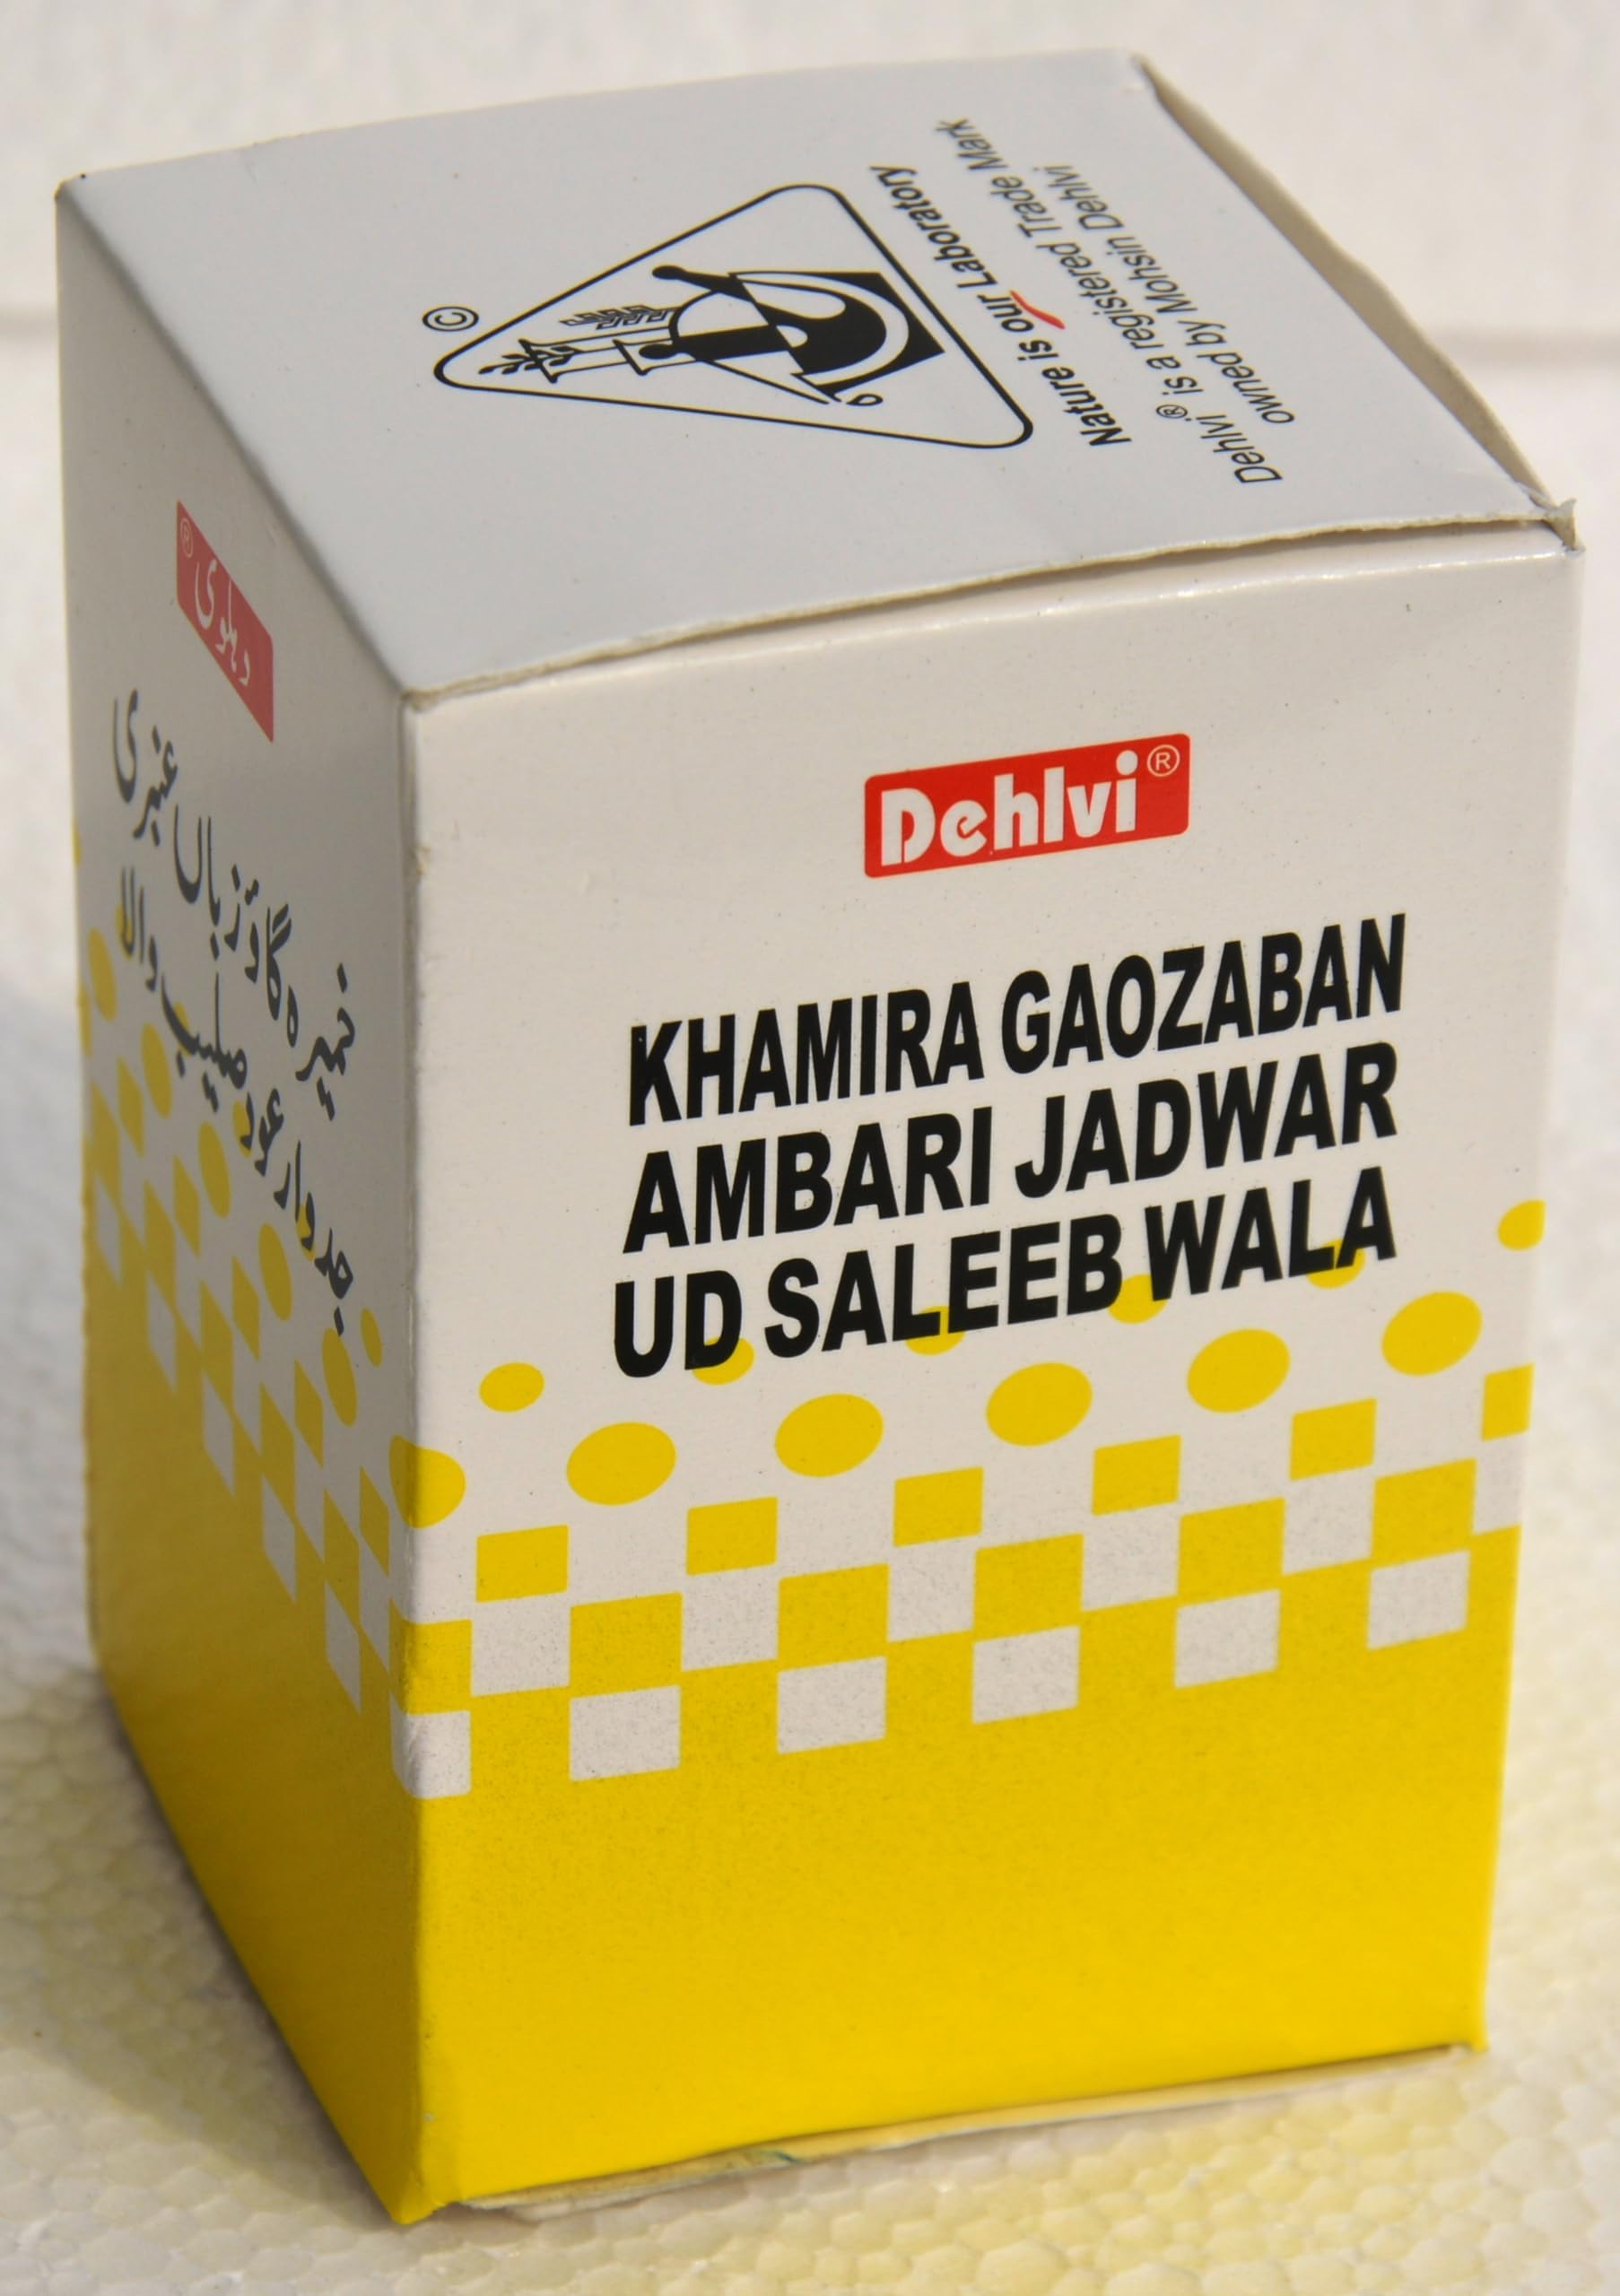 ©
Nature is our Laboratory
Dehlvi® is a registered Trade Mark
owned by Mohsin Dehlvi
دہلوی®
خمیرہ گاؤزباں عنبری
جدوار عود صلیب والا
Dehlvi®
KHAMIRA GAOZABAN
AMBARI JADWAR
UD SALEEB WALA